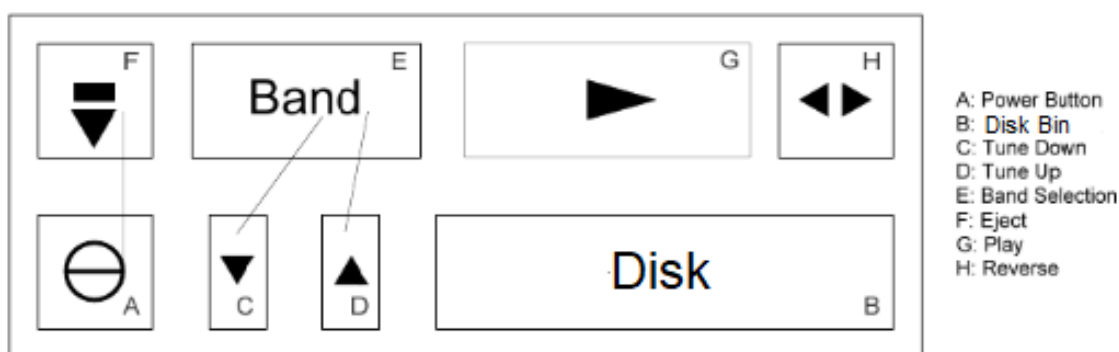 F
Band E
G
H
A
C
D
Disk B
A: Power Button
B: Disk Bin
C: Tune Down
D: Tune Up
E: Band Selection
F: Eject
G: Play
H: Reverse